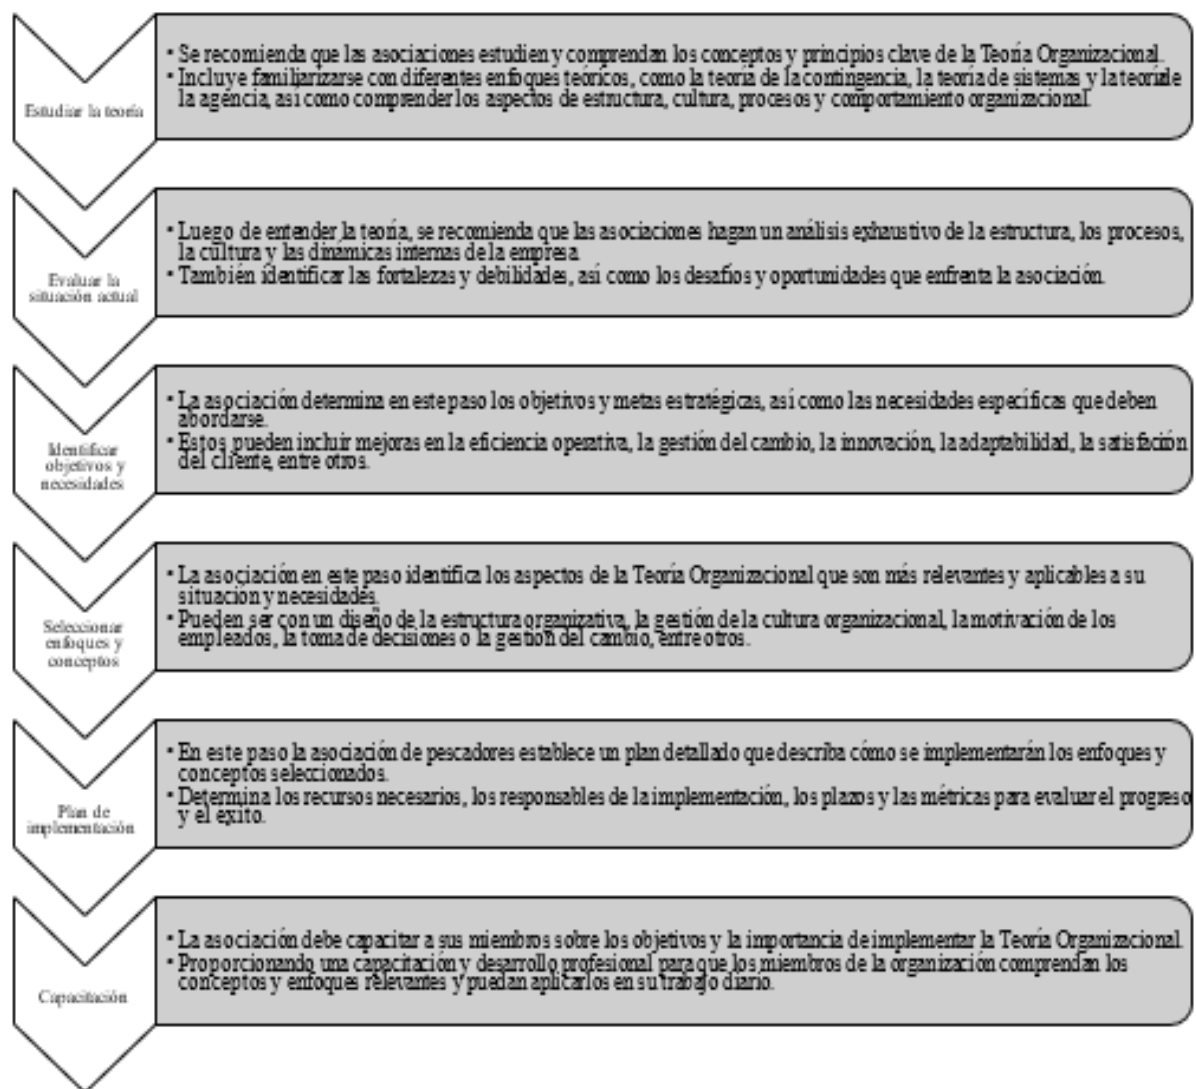 Estudiar la teoría
• Se recomienda que las asociaciones estudien y comprendan los conceptos y principios clave de la Teoría Organizacional.
• Incluye familiarizarse con diferentes enfoques teóricos, como la teoría de la contingencia, la teoría de sistemas y la teoría de
la agencia, así como comprender los aspectos de estructura, cultura, procesos y comportamiento organizacional.
Evaluar la
situación actual
• Luego de entender la teoría, se recomienda que las asociaciones hagan un análisis exhaustivo de la estructura, los procesos,
la cultura y las dinámicas internas de la empresa
• También identificar las fortalezas y debilidades, así como los desafíos y oportunidades que enfrenta la asociación.
Identificar
objetivos y
necesidades
• La asociación determina en este paso los objetivos y metas estratégicas, así como las necesidades específicas que deben
abordarse.
• Estos pueden incluir mejoras en la eficiencia operativa, la gestión del cambio, la innovación, la adaptabilidad, la satisfacción
del cliente, entre otros.
Seleccionar
enfoques y
conceptos
• La asociación en este paso identifica los aspectos de la Teoría Organizacional que son más relevantes y aplicables a su
situación y necesidades.
• Pueden ser con un diseño de la estructura organizativa, la gestión de la cultura organizacional, la motivación de los
empleados, la toma de decisiones o la gestión del cambio, entre otros.
Plan de
implementación
• En este paso la asociación de pescadores establece un plan detallado que describa cómo se implementarán los enfoques y
conceptos seleccionados.
• Determina los recursos necesarios, los responsables de la implementación, los plazos y las métricas para evaluar el progreso
y el éxito.
Capacitación
• La asociación debe capacitar a sus miembros sobre los objetivos y la importancia de implementar la Teoría Organizacional.
• Proporcionando una capacitación y desarrollo profesional para que los miembros de la organización comprendan los
conceptos y enfoques relevantes y puedan aplicarlos en su trabajo diario.